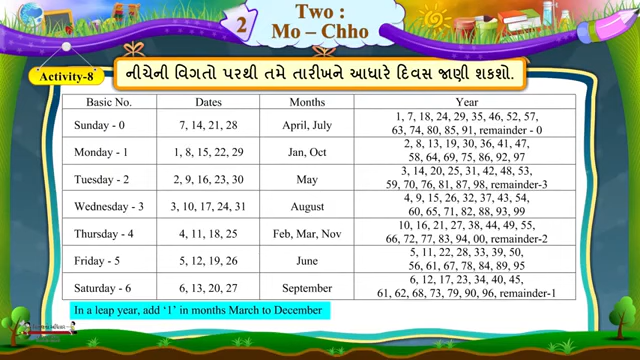 2
Two :
Mo – Chho
Activity-8
નીચેની વિગતો પરથી તમે તારીખને આધારે દિવસ જાણી શકશો.
Basic No. Dates Months Year
Sunday - 0 7, 14, 21, 28 April, July 1, 7, 18, 24, 29, 35, 46, 52, 57,
63, 74, 80, 85, 91, remainder - 0
Monday - 1 1, 8, 15, 22, 29 Jan, Oct 2, 8, 13, 19, 30, 36, 41, 47,
58, 64, 69, 75, 86, 92, 97
Tuesday - 2 2, 9, 16, 23, 30 May 3, 14, 20, 25, 31, 42, 48, 53,
59, 70, 76, 81, 87, 98, remainder-3
Wednesday - 3 3, 10, 17, 24, 31 August 4, 9, 15, 26, 32, 37, 43, 54,
60, 65, 71, 82, 88, 93, 99
Thursday - 4 4, 11, 18, 25 Feb, Mar, Nov 10, 16, 21, 27, 38, 44, 49, 55,
66, 72, 77, 83, 94, 00, remainder-2
Friday - 5 5, 12, 19, 26 June 5, 11, 22, 28, 33, 39, 50,
56, 61, 67, 78, 84, 89, 95
Saturday - 6 6, 13, 20, 27 September 6, 12, 17, 23, 34, 40, 45,
61, 62, 68, 73, 79, 90, 96, remainder-1
In a leap year, add ‘1’ in months March to December